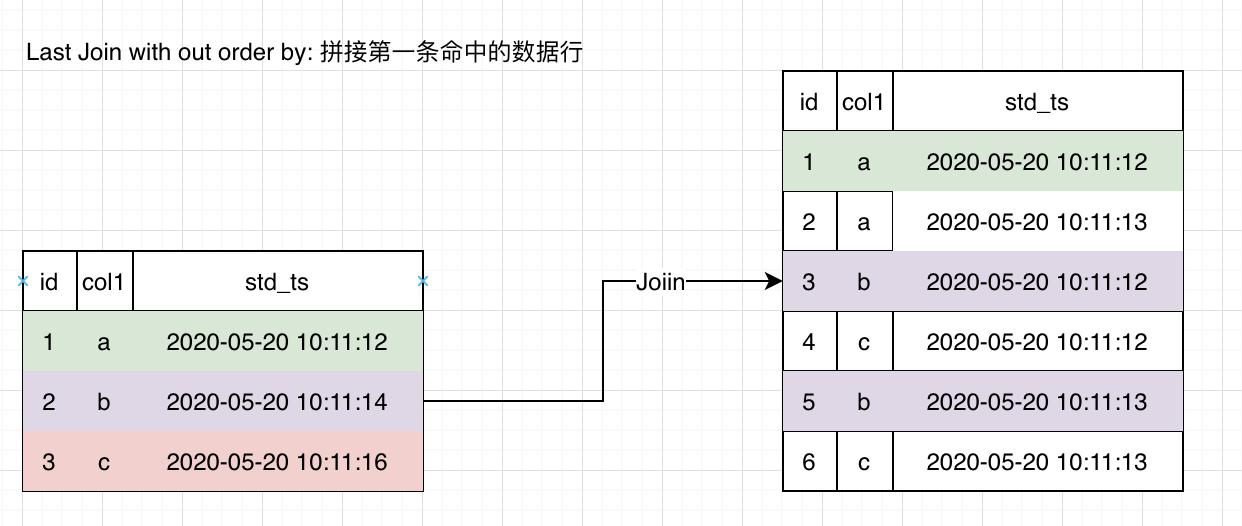 Last Join with out order by: 拼接第一条命中的数据行
id col1 std_ts
1 a 2020-05-20 10:11:12
2 a 2020-05-20 10:11:13
3 b 2020-05-20 10:11:12
4 c 2020-05-20 10:11:12
5 b 2020-05-20 10:11:13
6 c 2020-05-20 10:11:13
id col1 std_ts
1 a 2020-05-20 10:11:12
2 b 2020-05-20 10:11:14
3 c 2020-05-20 10:11:16
Joiin